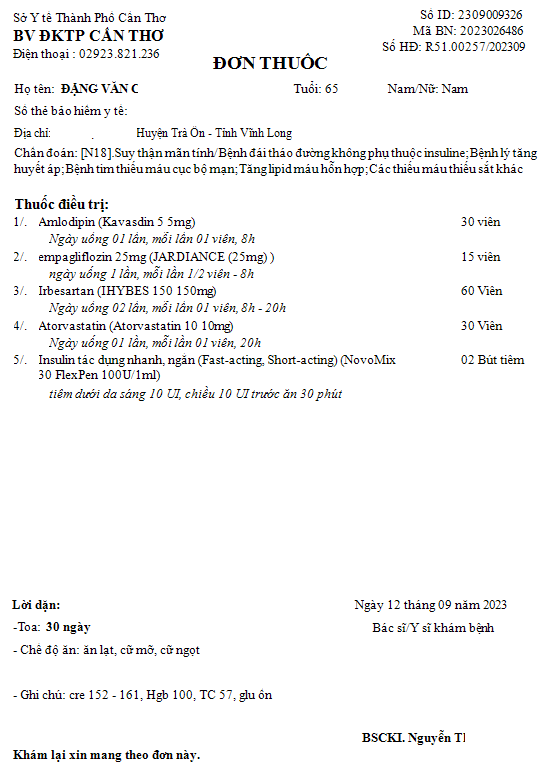 Sở Y tế Thành Phố Cần Thơ
BV ĐKTP CẦN THƠ
Điện thoại : 02923.821.236
Số ID: 2309009326
Mã BN: 2023026486
Số HĐ: R51.00257/202309
ĐƠN THUỐC
Họ tên: ĐẶNG VĂN C Tuổi: 65 Nam/Nữ: Nam
Số thẻ bảo hiểm y tế:
Địa chỉ: Huyện Trà Ôn - Tỉnh Vĩnh Long
Chẩn đoán: [N18].Suy thận mãn tính/Bệnh đái tháo đường không phụ thuộc insuline;Bệnh lý tăng
huyết áp;Bệnh tim thiếu máu cục bộ mạn;Tăng lipid máu hỗn hợp;Các thiếu máu thiếu sắt khác
Thuốc điều trị:
1/. Amlodipin (Kavasdin 5 5mg) 30 viên
Ngày uống 01 lần, mỗi lần 01 viên, 8h
2/. empagliflozin 25mg (JARDIANCE (25mg) ) 15 viên
ngày uống 1 lần, mỗi lần 1/2 viên - 8h
3/. Irbesartan (IHYBES 150 150mg) 60 Viên
Ngày uống 02 lần, mỗi lần 01 viên, 8h - 20h
4/. Atorvastatin (Atorvastatin 10 10mg) 30 Viên
Ngày uống 01 lần, mỗi lần 01 viên, 20h
5/. Insulin tác dụng nhanh, ngắn (Fast-acting, Short-acting) (NovoMix 02 Bút tiêm
30 FlexPen 100U/1ml)
tiêm dưới da sáng 10 UI, chiều 10 UI trước ăn 30 phút
Lời dặn:
Ngày 12 tháng 09 năm 2023
-Toa: 30 ngày
Bác sĩ/Y sĩ khám bệnh
- Chế độ ăn: ăn lạt, cữ mỡ, cữ ngọt
- Ghi chú: cre 152 - 161, Hgb 100, TC 57, glu ổn
BSCKI. Nguyễn T
Khám lại xin mang theo đơn này.